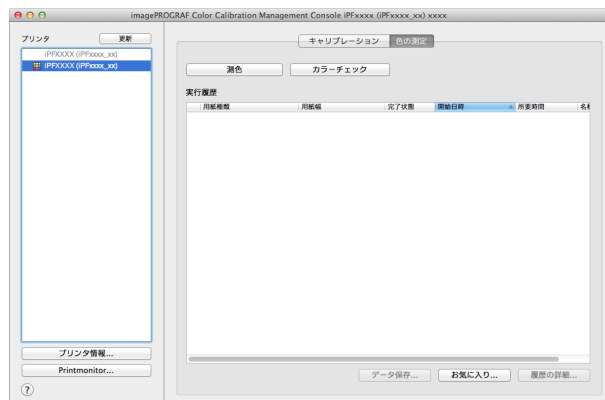 imagePROGRAF Color Calibration Management Console iPFxxxx (iPFxxxx_xx) xxxx
プリンタ 更新
iPFXXXX (iPFxxxx_xx)
iPFXXXX (iPFxxxx_xx)
プリンタ情報...
Printmonitor...
?
キャリブレーション 色の測定
測色 カラーチェック
実行履歴
用紙種類 用紙幅 完了状態 開始日時 所要時間 名称
データ保存... お気に入り... 履歴の詳細...